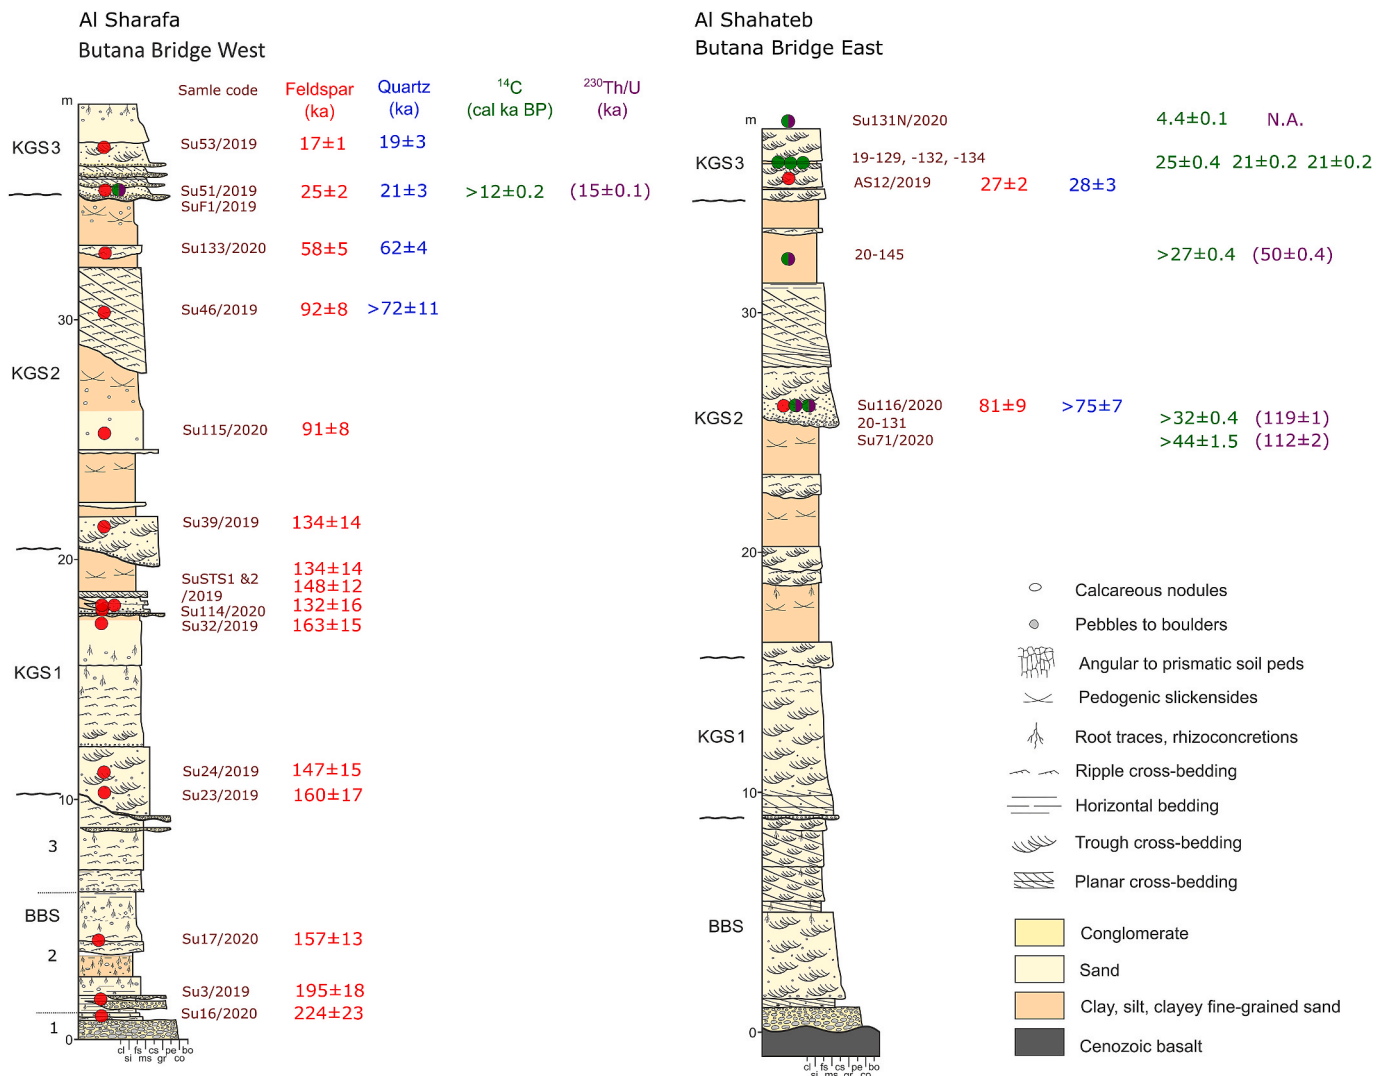 Al Sharafa
Butana Bridge West
Samle code
Feldspar
(ka)
Quartz
(ka)
14C
(cal ka BP)
230Th/U
(ka)
m
KGS3
Su53/2019 17±1 19±3
Su51/2019 25±2 21±3 >12±0.2 (15±0.1)
SuF1/2019
Su133/2020 58±5 62±4
Su46/2019 92±8 >72±11
30
KGS2
Su115/2020 91±8
Su39/2019 134±14
20
134±14
SuSTS1 &2 148±12
/2019
132±16
Su114/2020
Su32/2019 163±15
KGS1
Su24/2019 147±15
Su23/2019 160±17
10
3
BBS
Su17/2020 157±13
2
Su3/2019 195±18
Su16/2020 224±23
1
0
cl fs cs pe bo
si ms gr co
Al Shahateb
Butana Bridge East
m
Su131N/2020 4.4±0.1 N.A.
KGS3
19-129, -132, -134 25±0.4 21±0.2 21±0.2
AS12/2019 27±2 28±3
20-145 >27±0.4 (50±0.4)
30
KGS2
Su116/2020 81±9 >75±7
20-131 >32±0.4 (119±1)
Su71/2020 >44±1.5 (112±2)
20
KGS1
10
BBS
0
cl fs cs pe bo
si ms gr co
Calcareous nodules
Pebbles to boulders
Angular to prismatic soil peds
Pedogenic slickensides
Root traces, rhizoconcretions
Ripple cross-bedding
Horizontal bedding
Trough cross-bedding
Planar cross-bedding
Conglomerate
Sand
Clay, silt, clayey fine-grained sand
Cenozoic basalt